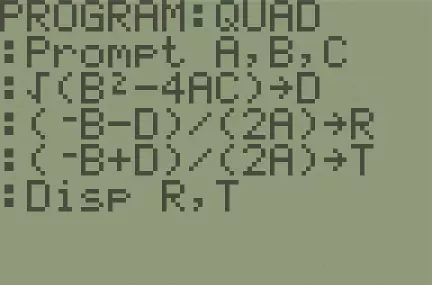 PROGRAM:QUAD
:Prompt A,B,C
:√(B²-4AC)→D
:(⁻B-D)/(2A)→R
:(⁻B+D)/(2A)→T
:Disp R,T